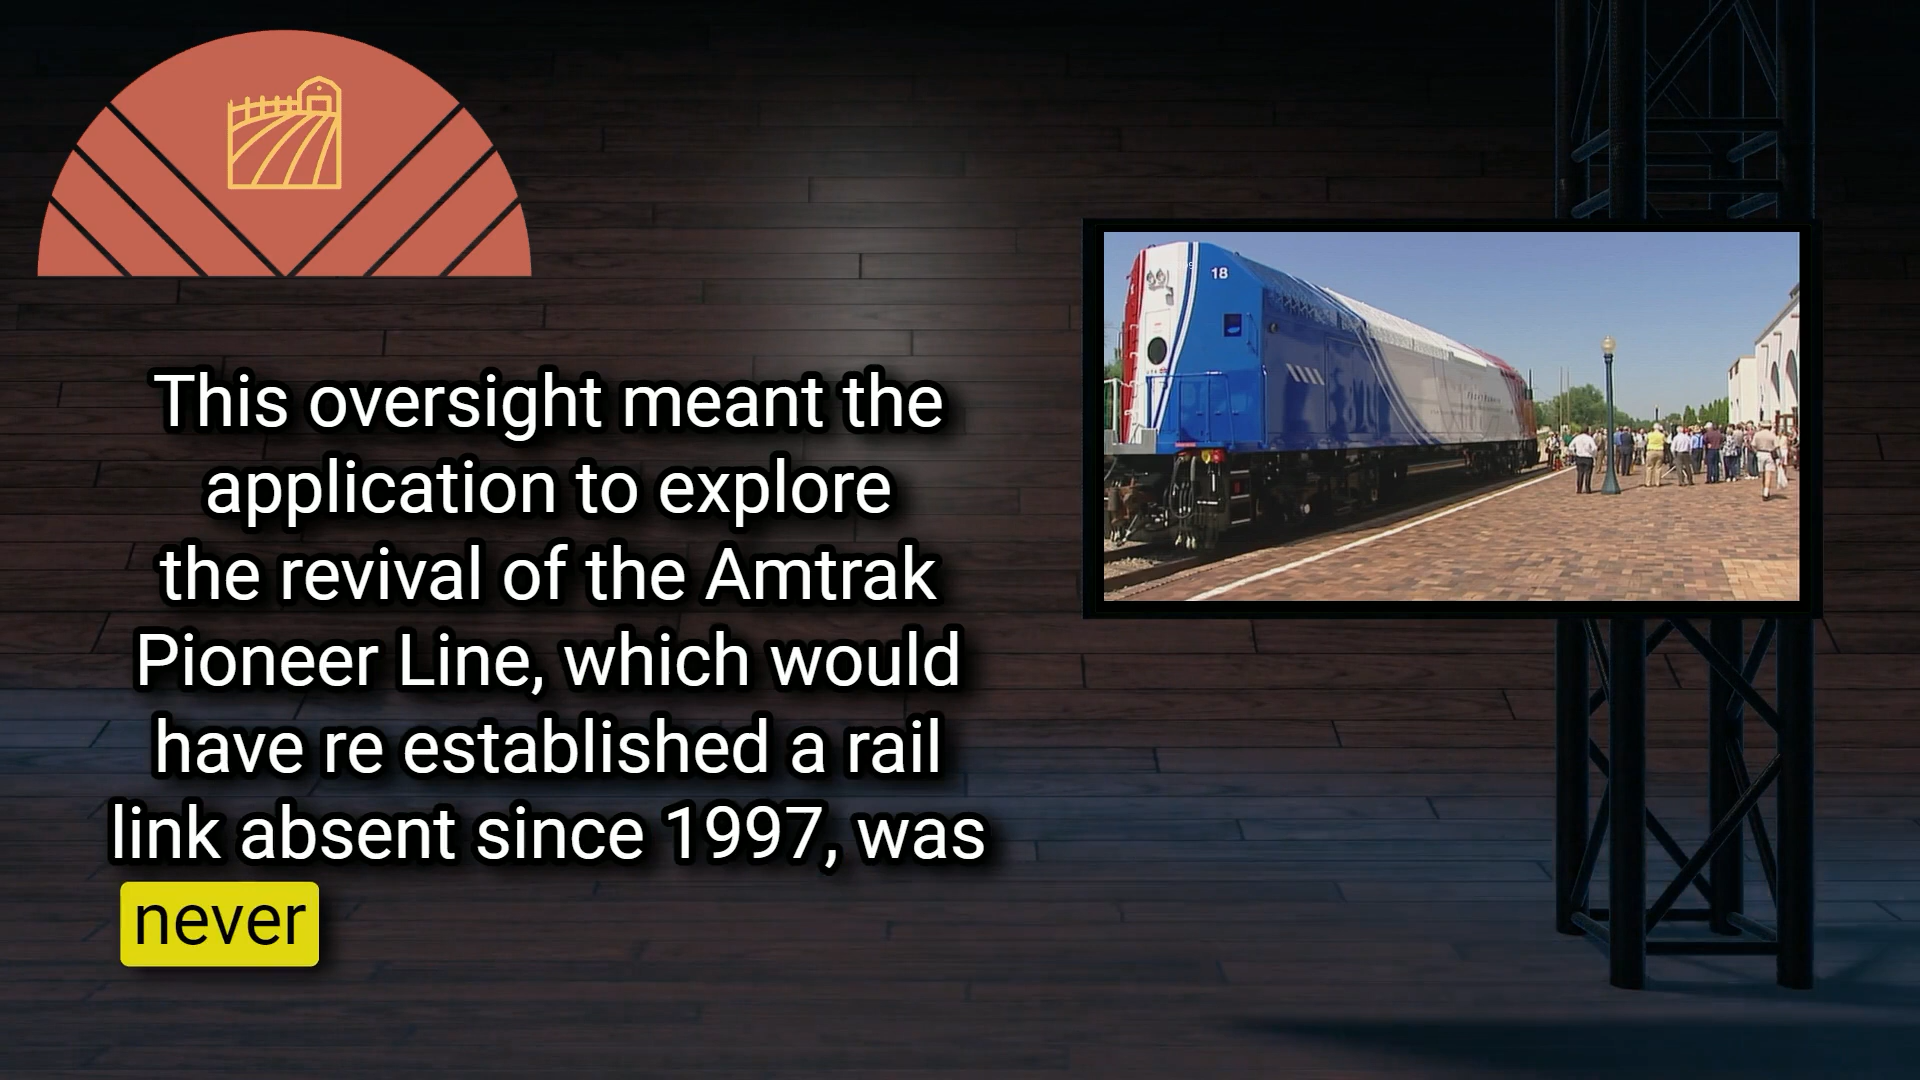 18
This oversight meant the
application to explore
the revival of the Amtrak
Pioneer Line, which would
have re established a rail
link absent since 1997, was
never